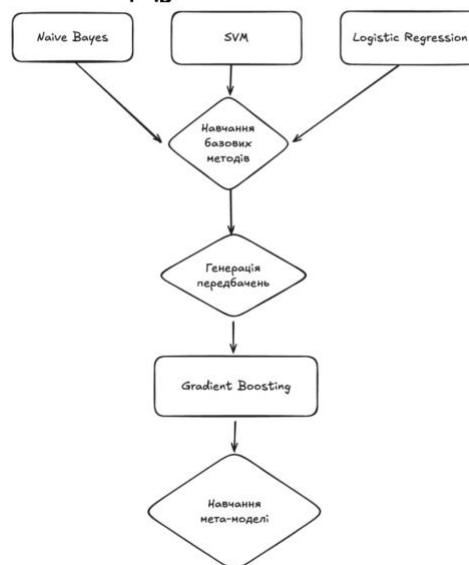 Naive Bayes
SVM
Logistic Regression
Навчання
базових
методів
Генерація
передбачень
Gradient Boosting
Навчання
мета-моделі